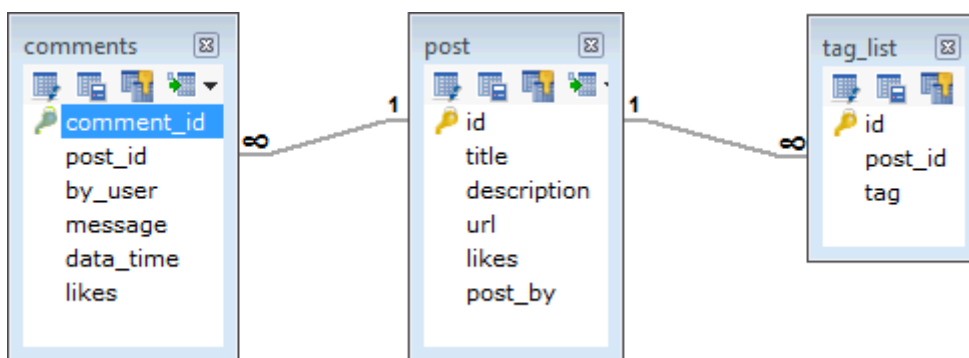 comments
comment_id
post_id
by_user
message
data_time
likes
∞
1
post
id
title
description
url
likes
post_by
1
∞
tag_list
id
post_id
tag